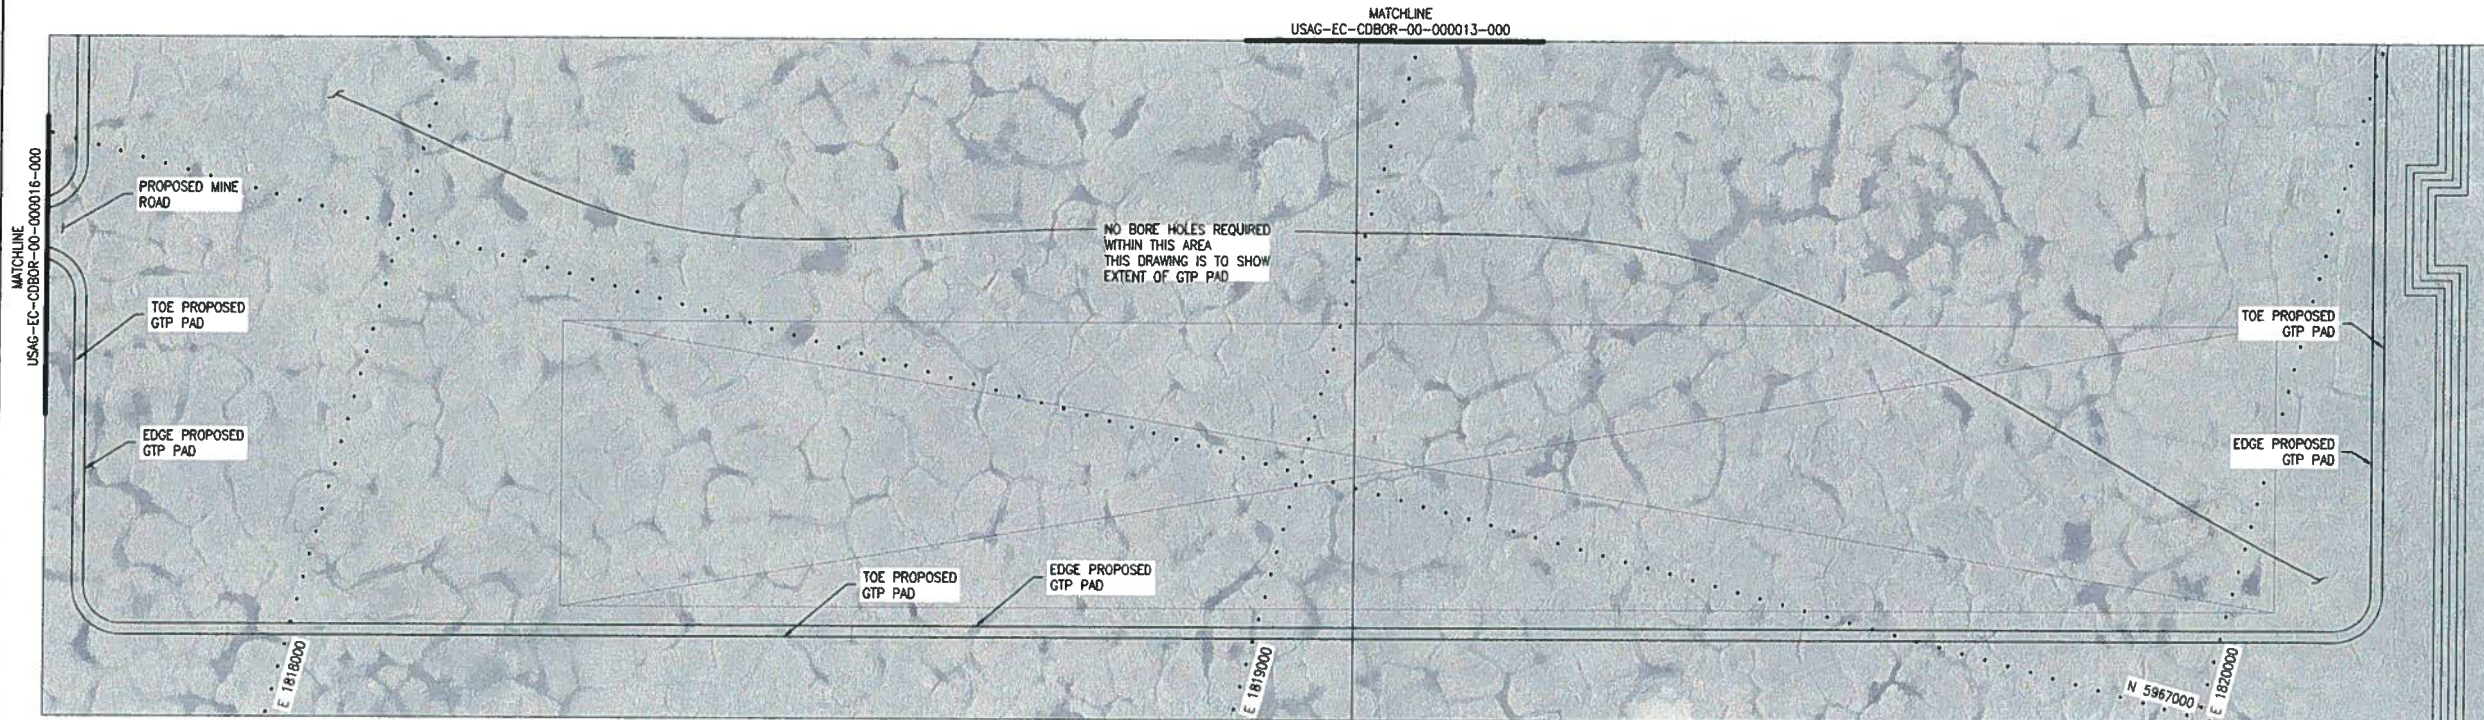 MATCHLINE
USAG-EC-CDBOR-00-000013-000
MATCHLINE
USAG-EC-CDBOR-00-000016-000
PROPOSED MINE
ROAD
NO BORE HOLES REQUIRED
WITHIN THIS AREA
THIS DRAWING IS TO SHOW
EXTENT OF GTP PAD
TOE PROPOSED
GTP PAD
TOE PROPOSED
GTP PAD
EDGE PROPOSED
GTP PAD
EDGE PROPOSED
GTP PAD
TOE PROPOSED
GTP PAD
EDGE PROPOSED
GTP PAD
E 1818000
E 1819000
N 5967000
E 1820000